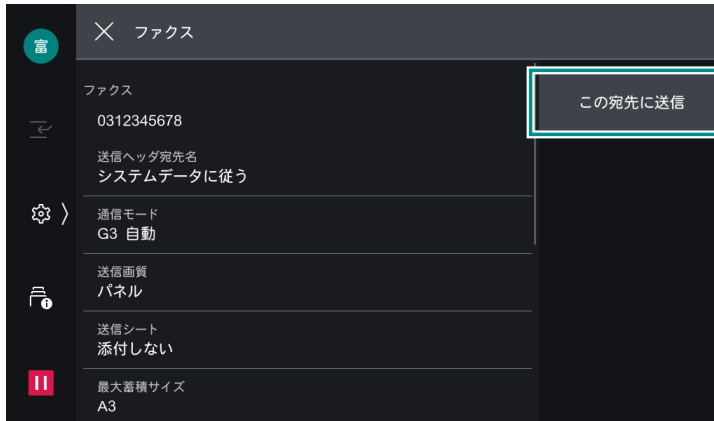 富
ファクス
ファクス
0312345678
送信ヘッダ宛先名
システムデータに従う
通信モード
G3 自動
送信画質
パネル
送信シート
添付しない
最大蓄積サイズ
A3
この宛先に送信